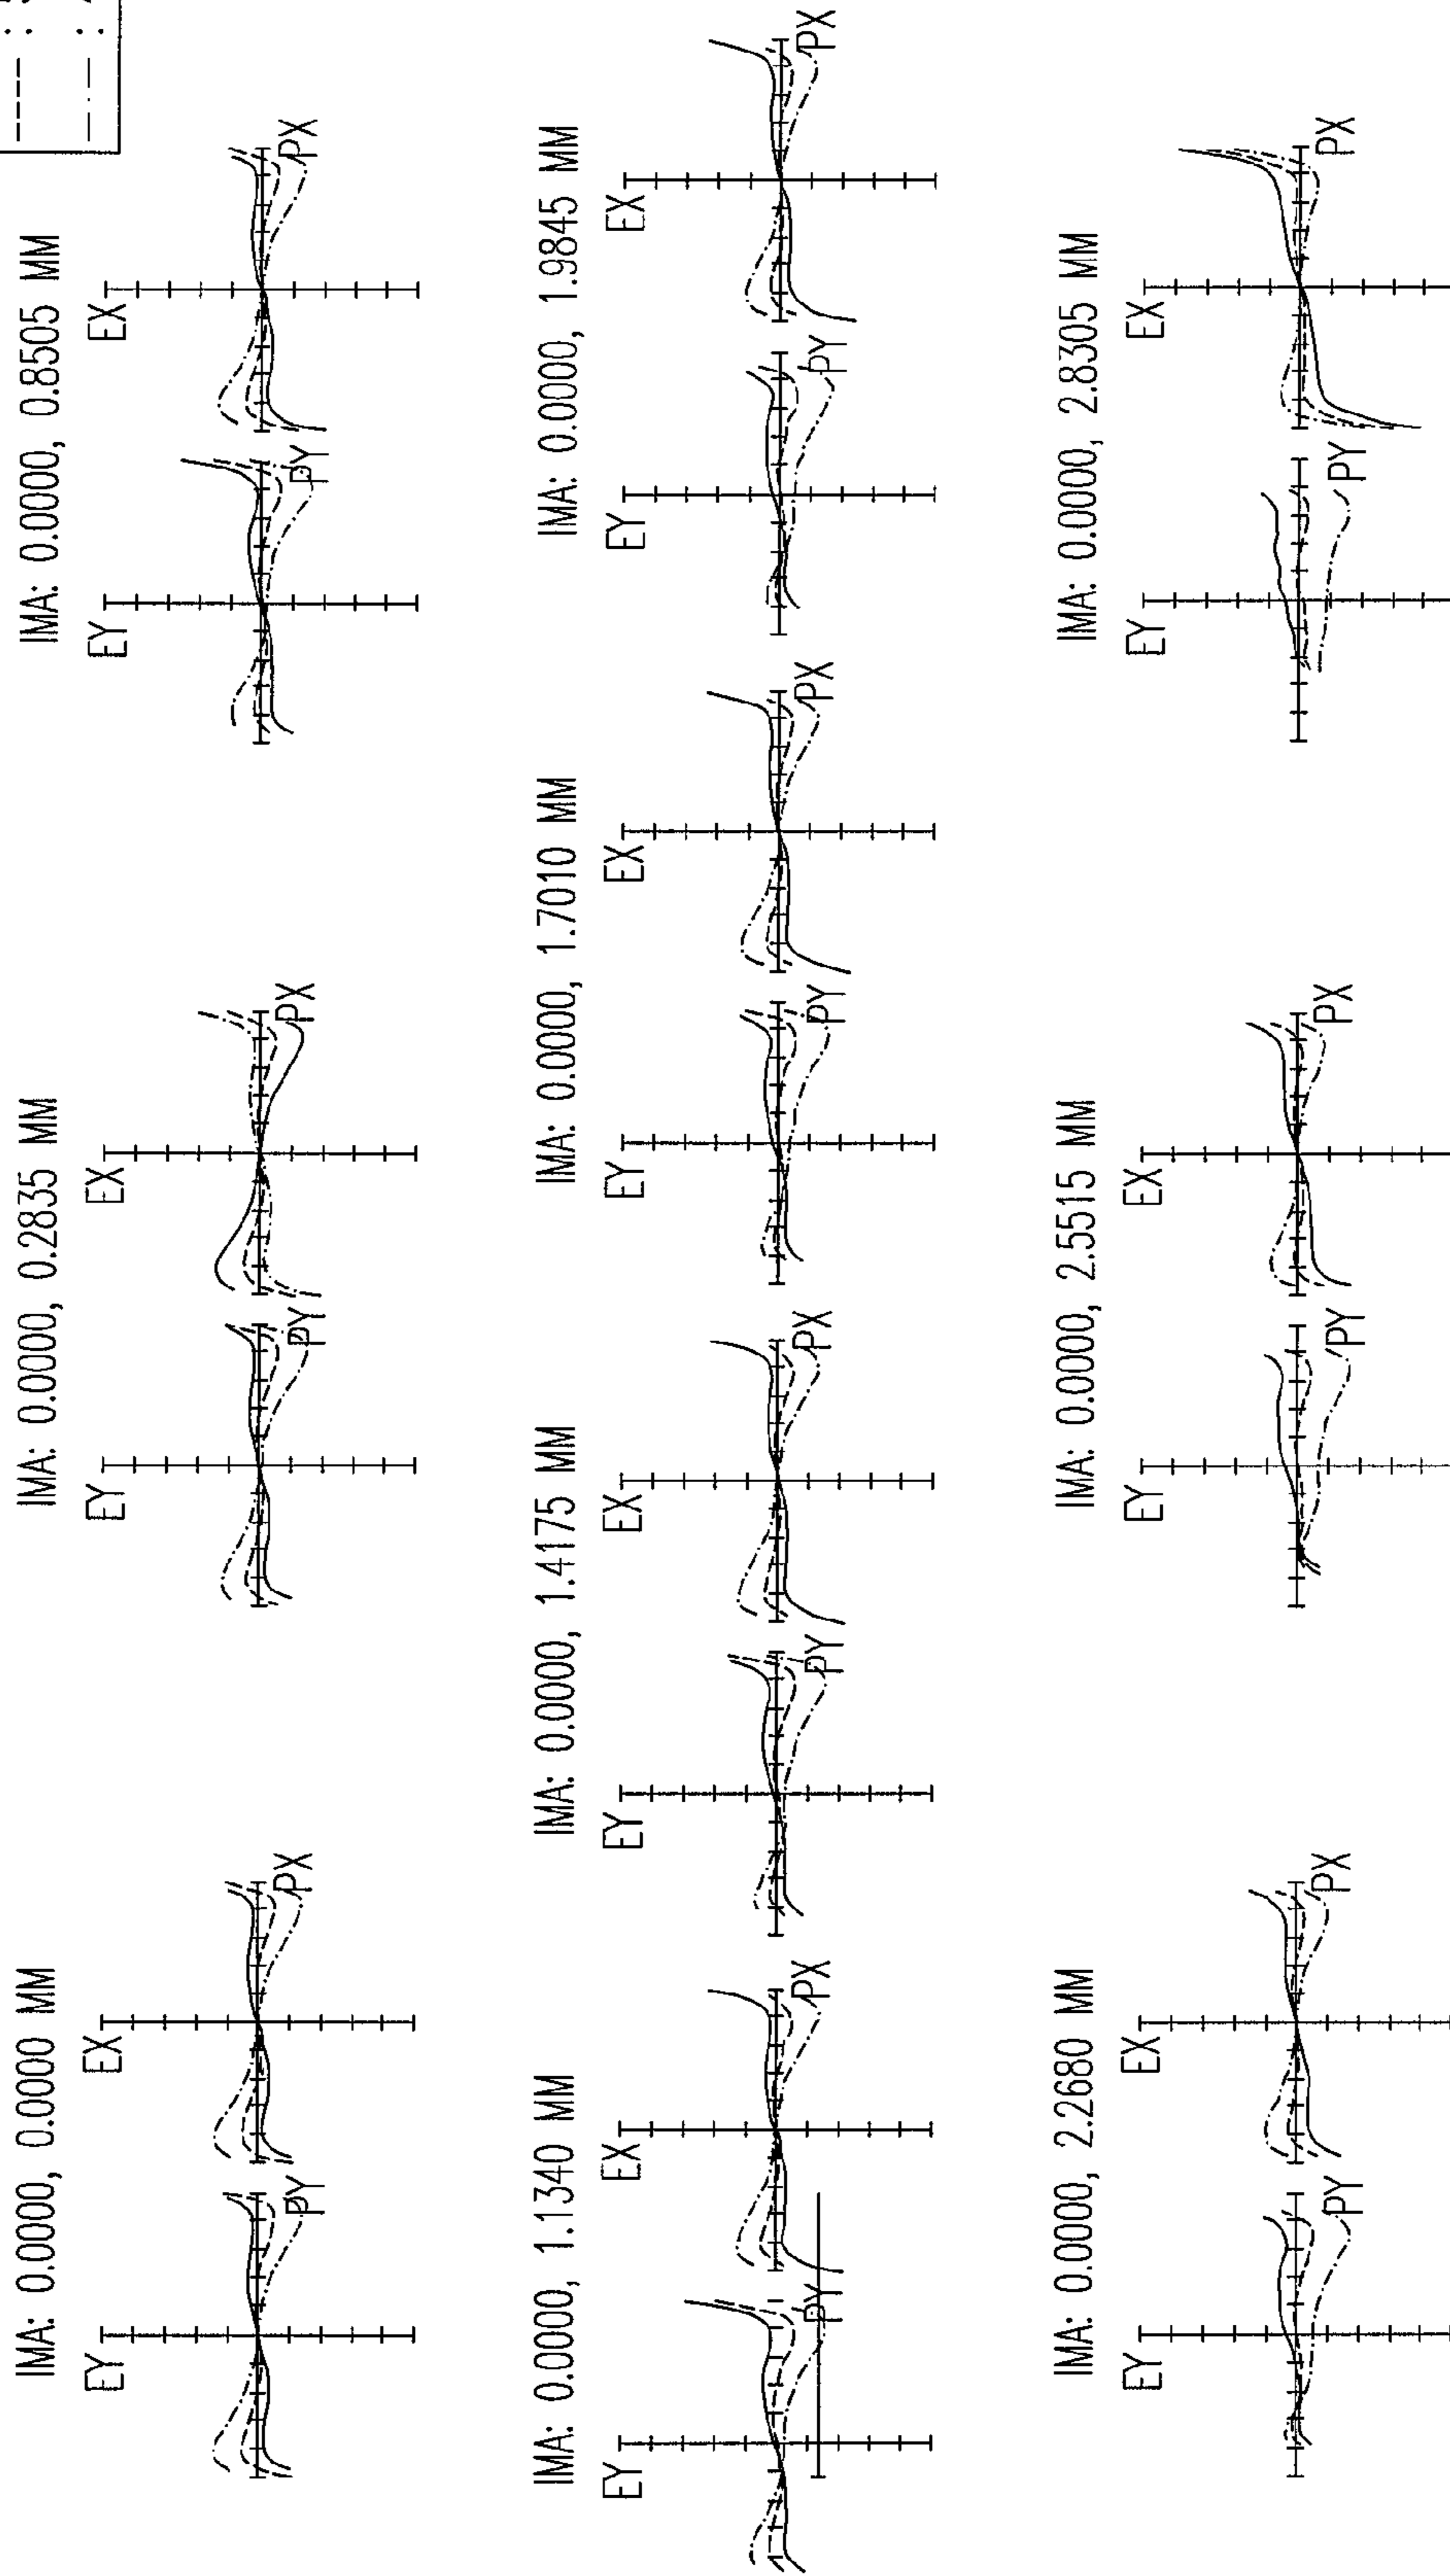 IMA: 0.0000, 0.0000 MM
EY
EX
PY
PX
IMA: 0.0000, 0.2835 MM
EY
EX
PY
PX
IMA: 0.0000, 0.8505 MM
EY
EX
PY
PX
IMA: 0.0000, 1.1340 MM
EY
EX
PY
PX
IMA: 0.0000, 1.4175 MM
EY
EX
PY
PX
IMA: 0.0000, 1.7010 MM
EY
EX
PY
PX
IMA: 0.0000, 1.9845 MM
EY
EX
PY
PX
IMA: 0.0000, 2.2680 MM
EY
EX
PY
PX
IMA: 0.0000, 2.5515 MM
EY
EX
PY
PX
IMA: 0.0000, 2.8305 MM
EY
EX
PY
PX